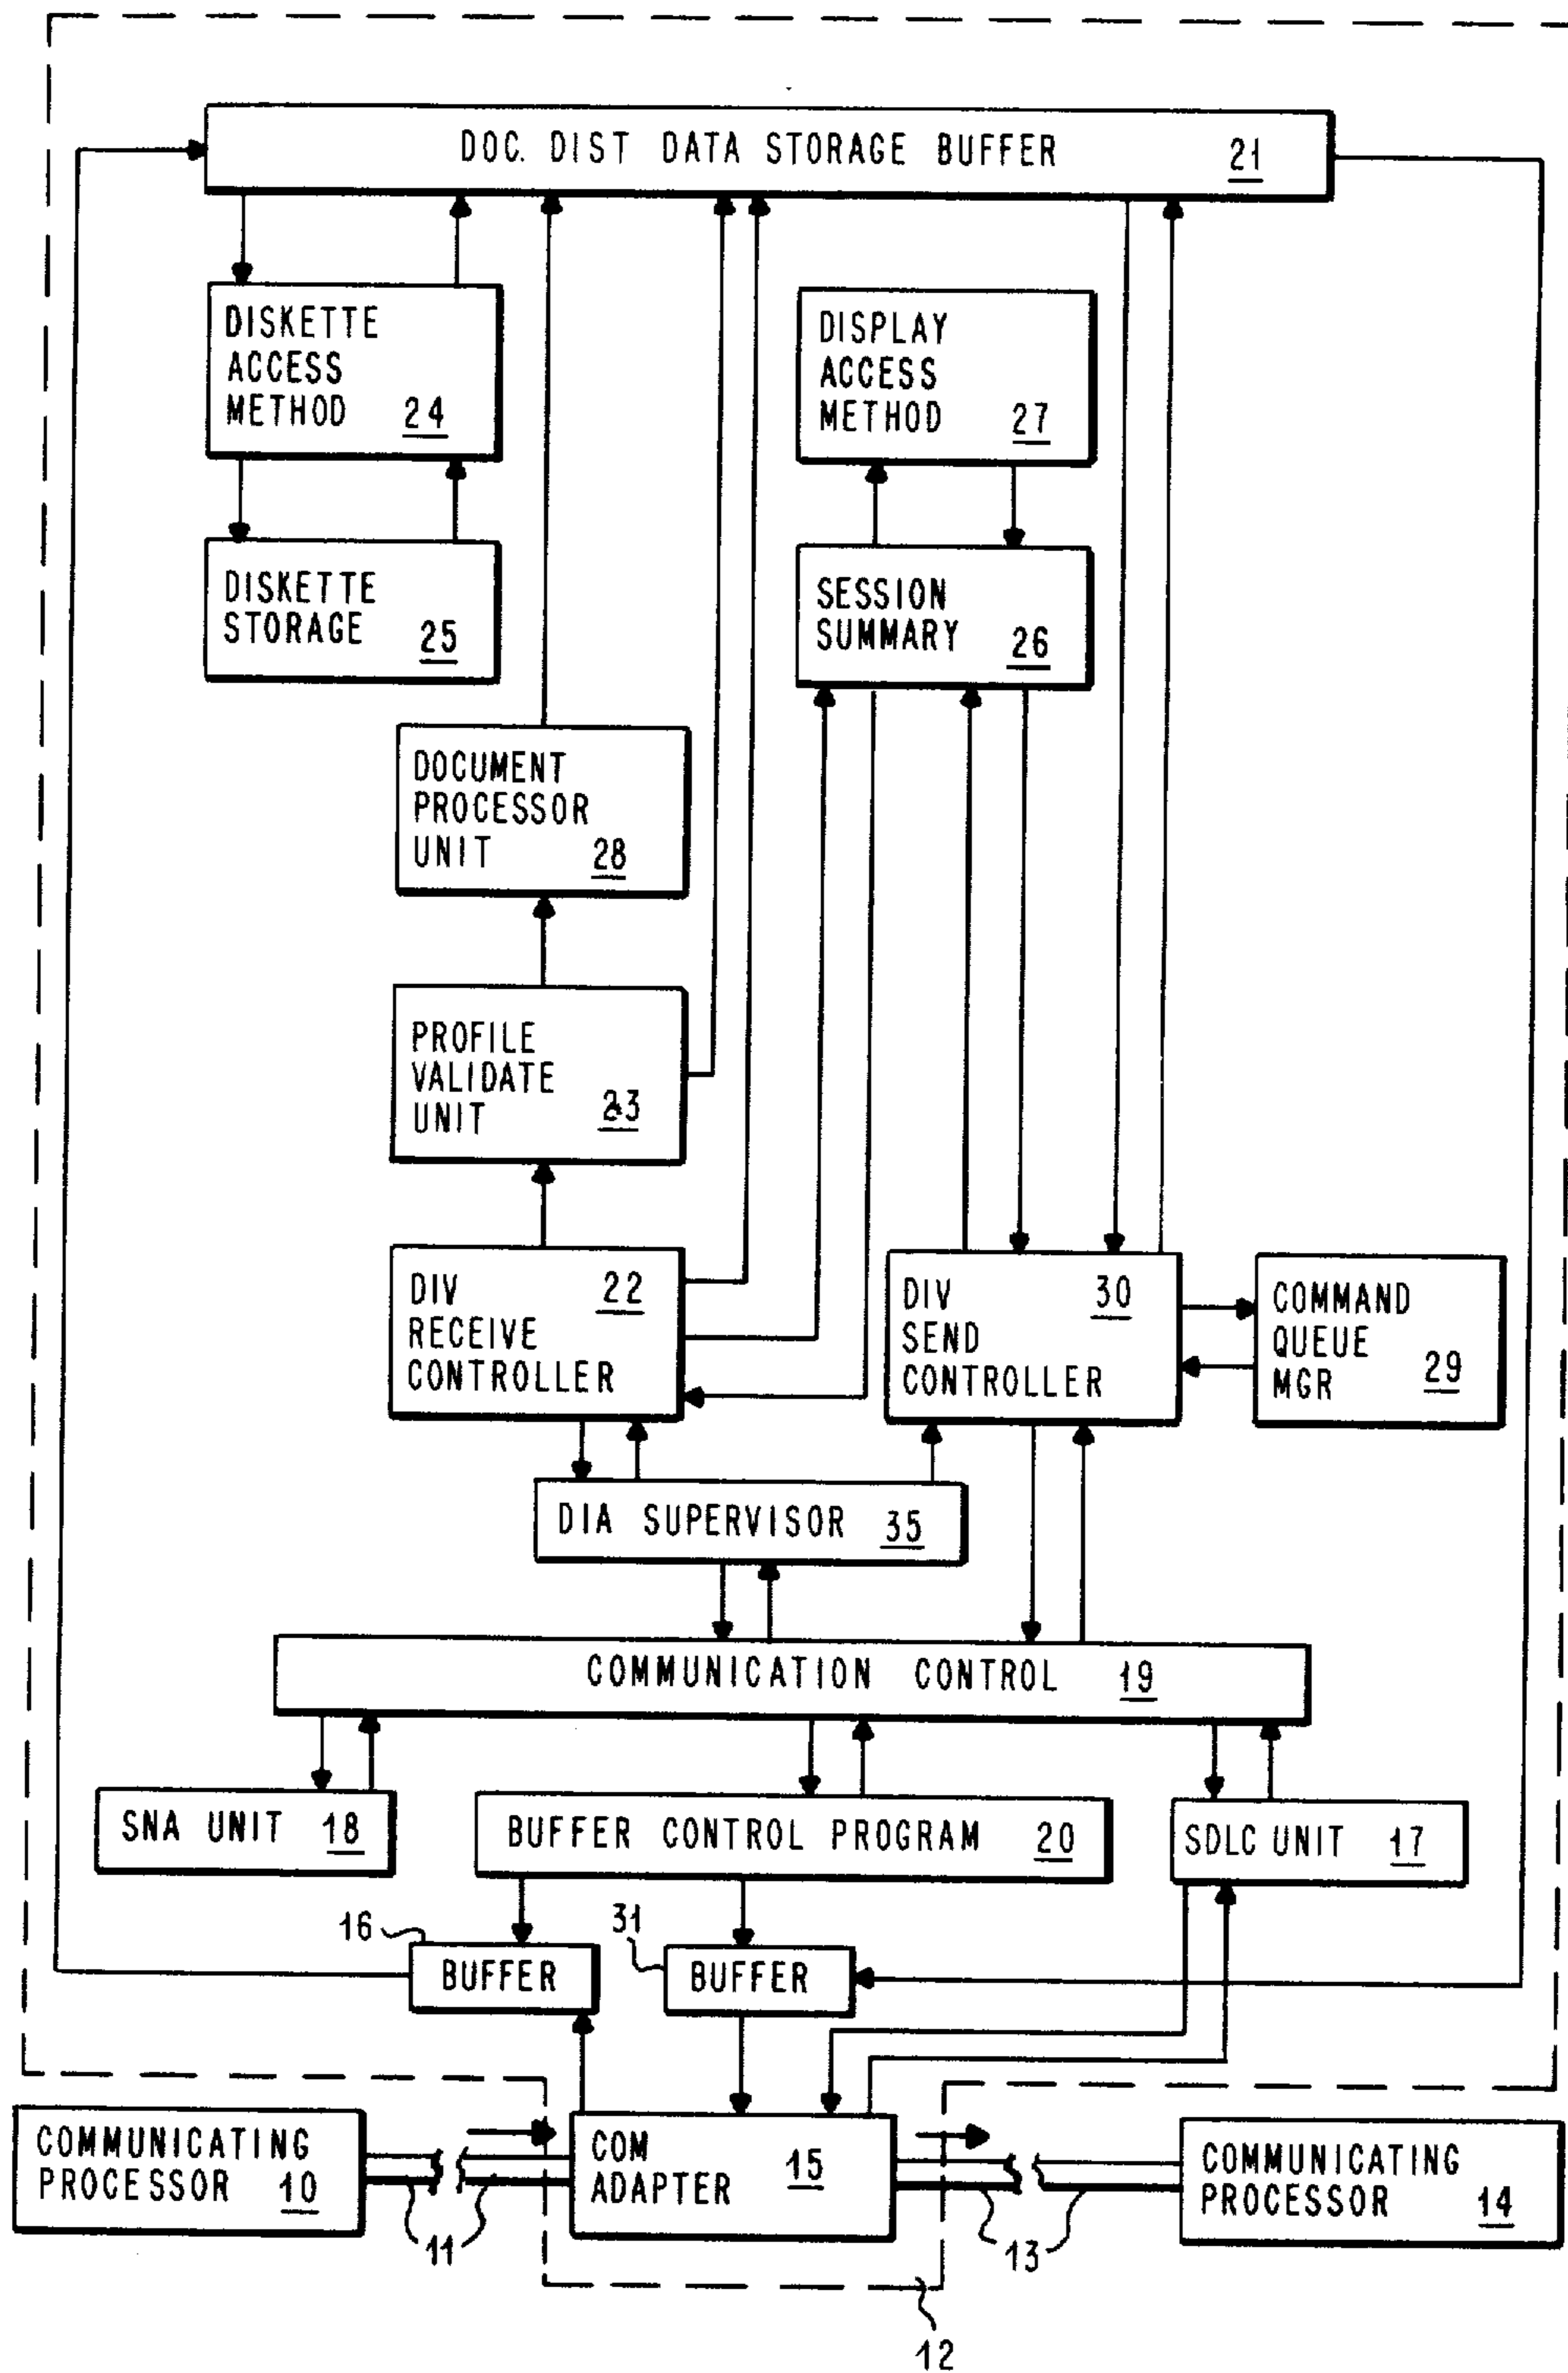 DOC. DIST DATA STORAGE BUFFER 21
DISKETTE
ACCESS
METHOD 24
DISPLAY
ACCESS
METHOD 27
DISKETTE
STORAGE 25
SESSION
SUMMARY 26
DOCUMENT
PROCESSOR
UNIT 28
PROFILE
VALIDATE
UNIT 23
DIV 22
RECEIVE
CONTROLLER
DIV 30
SEND
CONTROLLER
COMMAND
QUEUE
MGR 29
DIA SUPERVISOR 35
COMMUNICATION CONTROL 19
SNA UNIT 18
BUFFER CONTROL PROGRAM 20
SDLC UNIT 17
16
BUFFER
31
BUFFER
COMMUNICATING
PROCESSOR 10
11
COM
ADAPTER 15
13
COMMUNICATING
PROCESSOR 14
12